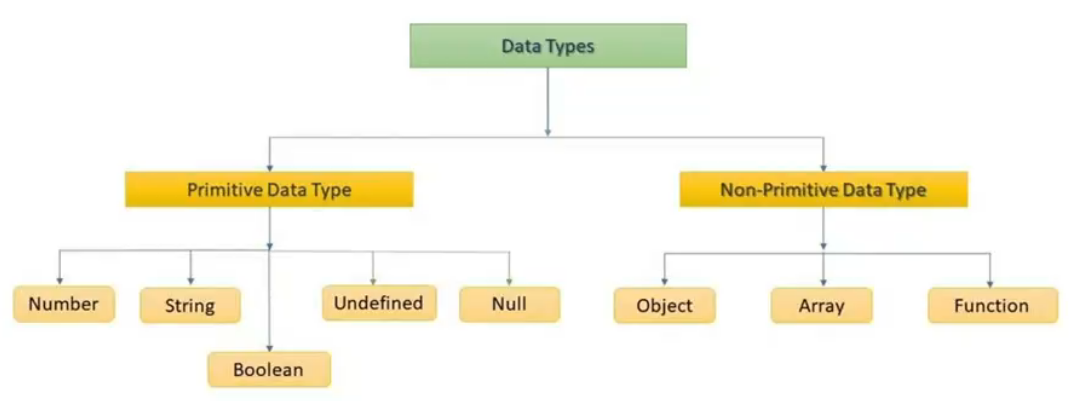 Data Types
Primitive Data Type
Non-Primitive Data Type
Number
String
Undefined
Null
Object
Array
Function
Boolean